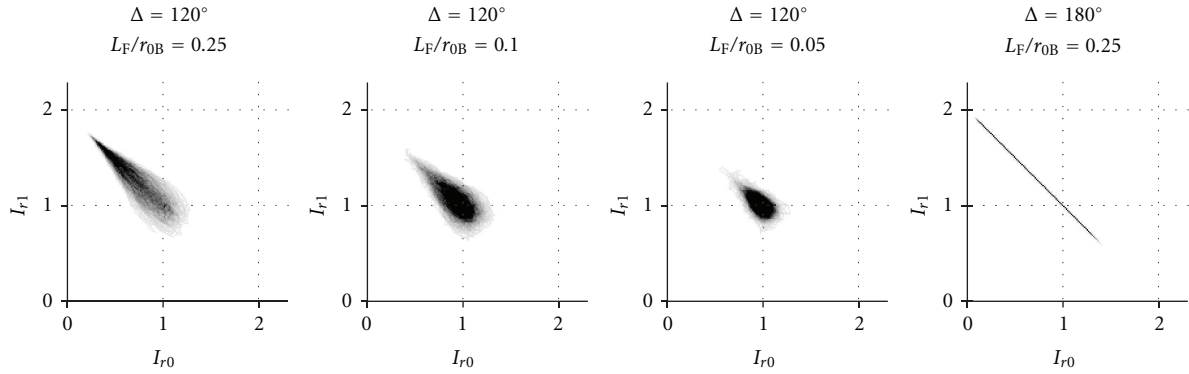 Δ = 120°
L_F/r_0B = 0.25
2
1
0
I_r1
0
1
2
I_r0
Δ = 120°
L_F/r_0B = 0.1
2
1
0
I_r1
0
1
2
I_r0
Δ = 120°
L_F/r_0B = 0.05
2
1
0
I_r1
0
1
2
I_r0
Δ = 180°
L_F/r_0B = 0.25
2
1
0
I_r1
0
1
2
I_r0